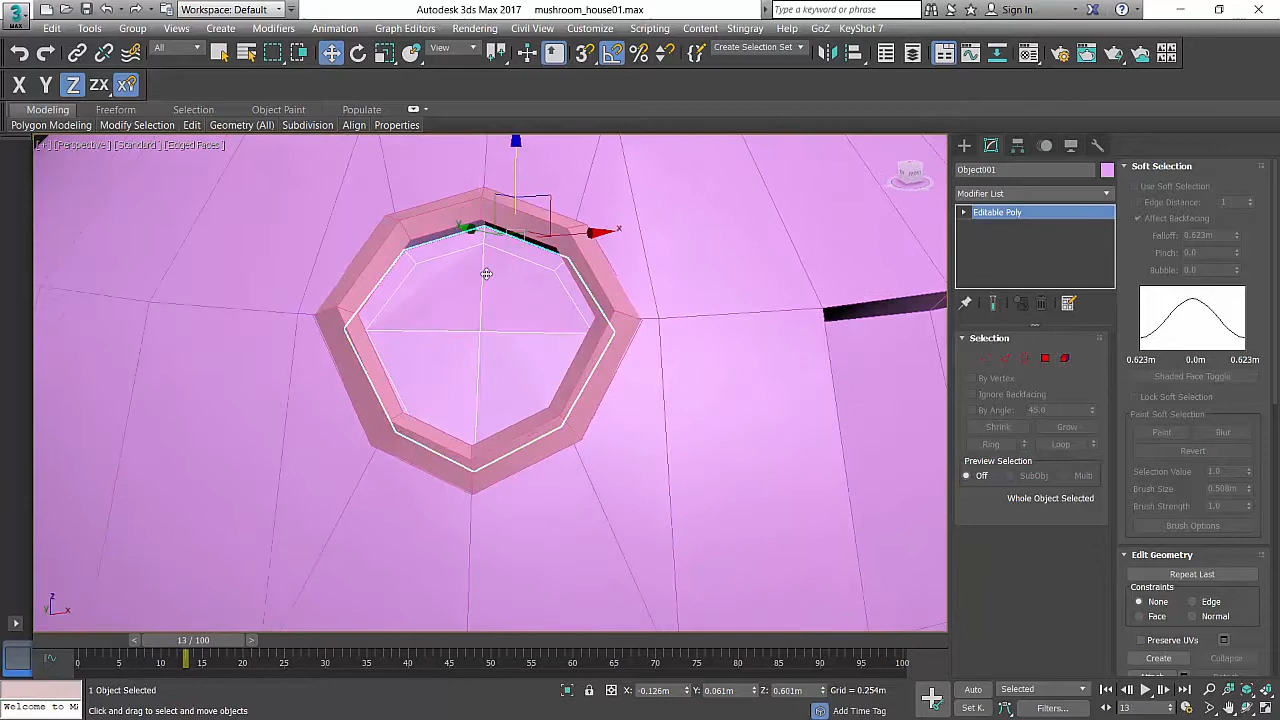 3
MAX
Workspace: Default
Autodesk 3ds Max 2017    mushroom_house01.max
Type a keyword or phrase
Sign In
Edit Tools Group Views Create Modifiers Animation Graph Editors Rendering Civil View Customize Scripting Content Help GoZ KeyShot 7
All
View
Create Selection Set
X Y Z ZX XY
Modeling Freeform Selection Object Paint Populate
Polygon Modeling Modify Selection Edit Geometry (All) Subdivision Align Properties
[+] [Perspective] [Standard] [Edged Faces]
FRONT
z
y
x
Object001
Modifier List
Editable Poly
Selection
By Vertex
Ignore Backfacing
By Angle: 45.0
Shrink Grow
Ring Loop
Preview Selection
Off SubObj Multi
Whole Object Selected
Soft Selection
Use Soft Selection
Edge Distance: 1
Affect Backfacing
Falloff: 0.623m
Pinch: 0.0
Bubble: 0.0
0.623m 0.0m 0.623m
Shaded Face Toggle
Lock Soft Selection
Paint Soft Selection
Paint Blur
Revert
Selection Value 1.0
Brush Size 0.508m
Brush Strength 1.0
Brush Options
Edit Geometry
Repeat Last
Constraints
None Edge
Face Normal
Preserve UVs
Create Collapse
Attach Detach
< 13 / 100 >
0 5 10 15 20 25 30 35 40 45 50 55 60 65 70 75 80 85 90 95 100
1 Object Selected
X: -0.126m Y: 0.061m Z: 0.601m Grid = 0.254m
Auto Selected
Welcome to M
Click and drag to select and move objects
Add Time Tag
Set K. Filters... 13